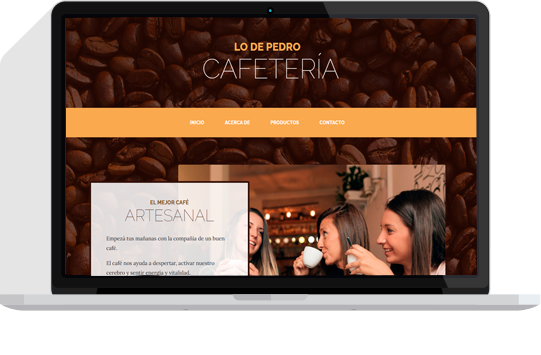 LO DE PEDRO
CAFETERÍA
INICIO ACERCA DE PRODUCTOS CONTACTO
EL MEJOR CAFÉ
ARTESANAL
Empezá tus mañanas con la compañía de un buen
café.
El café nos ayuda a despertar, activar nuestro
cerebro y sentir energía y vitalidad.